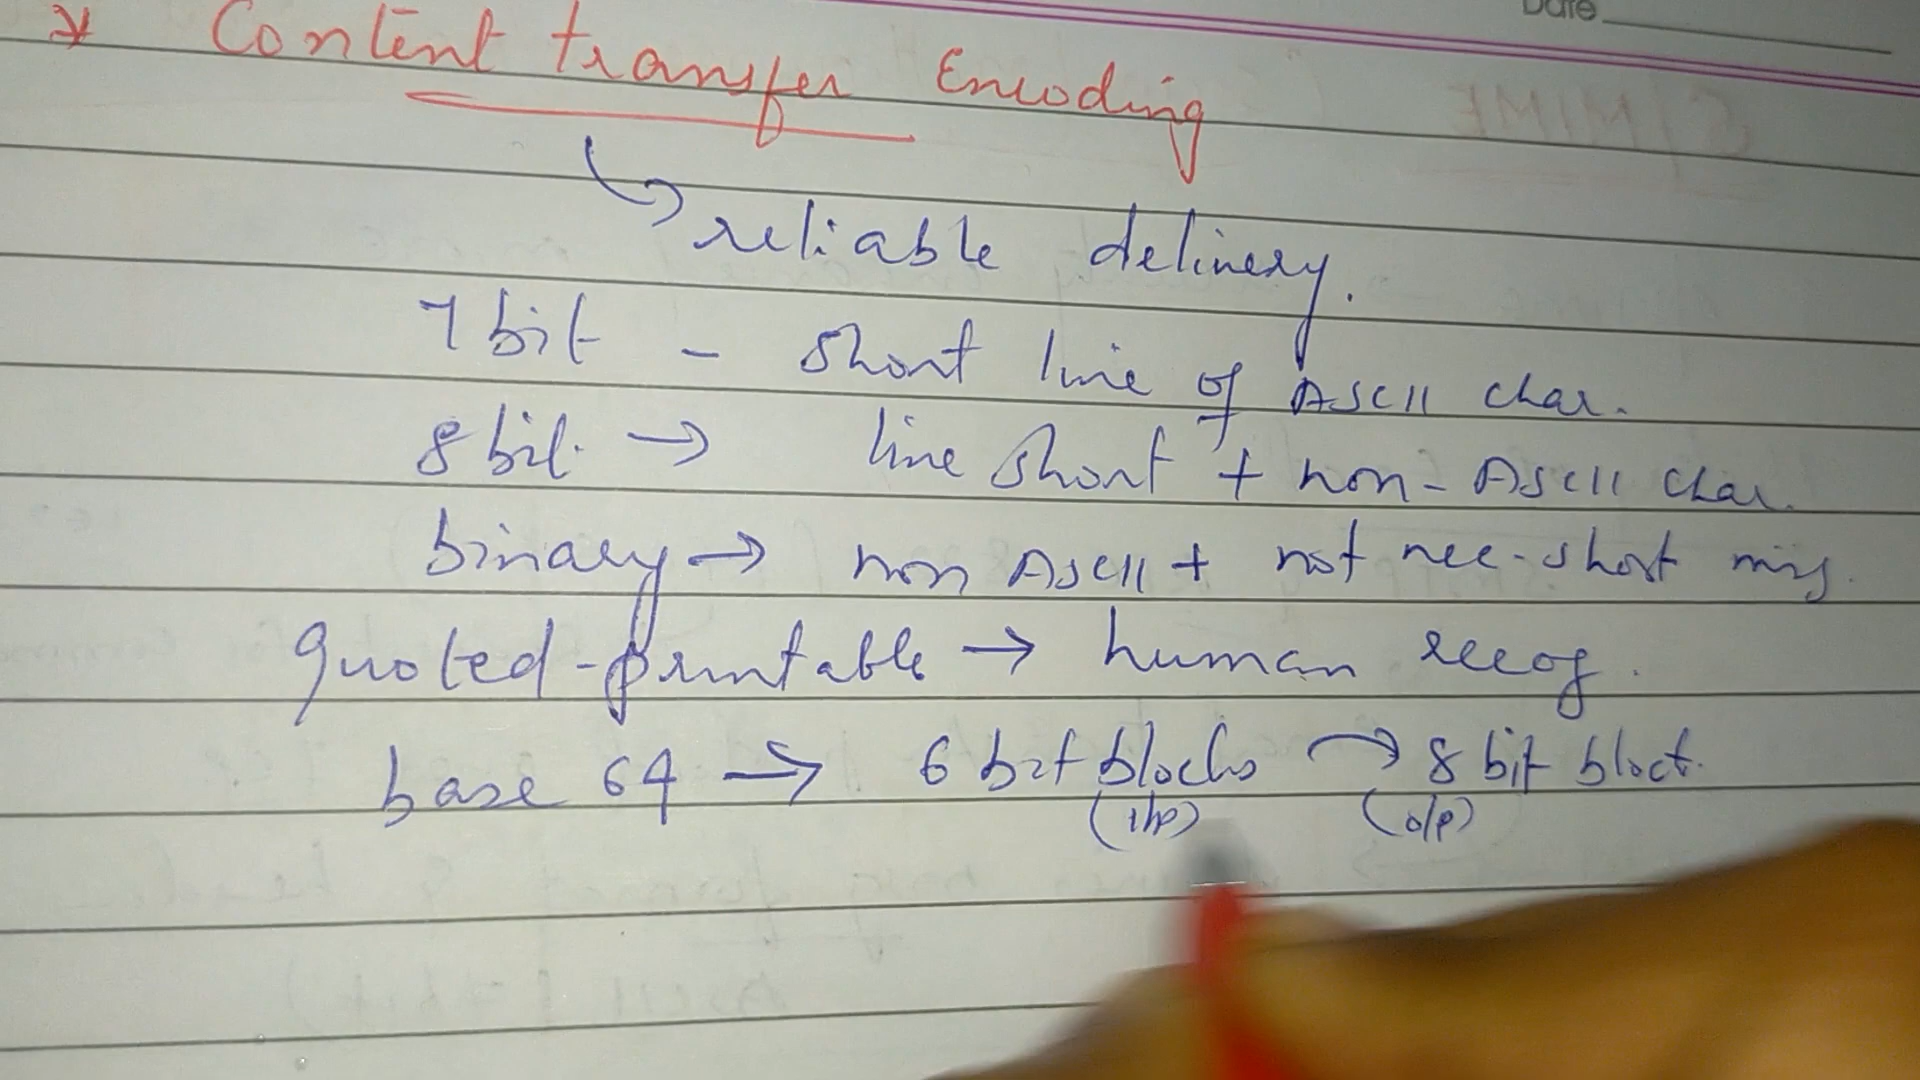 Date
* Content transfer Encoding
reliable delivery.
7 bit - short line of ASCII char.
8 bit. → line short + non-ASCII char.
binary → non ASCII + not nec-short msg.
quoted-printable → human recog.
base 64 → 6 bit blocks → 8 bit block.
(i/p) (o/p)